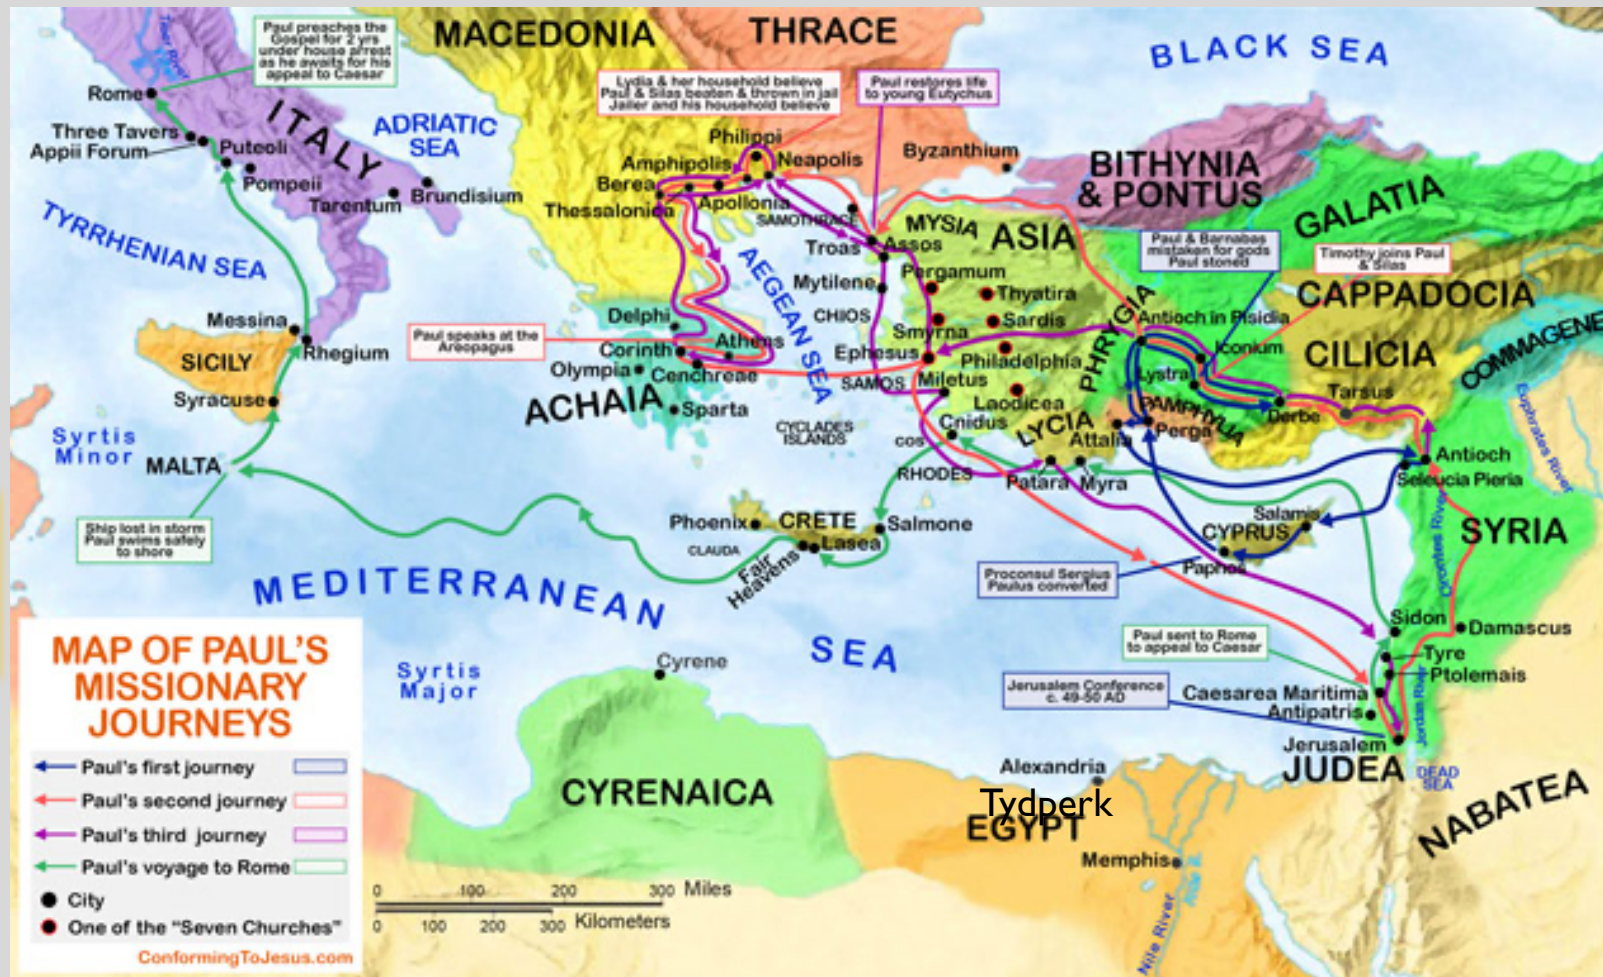 Paul preaches the
Gospel for 2 yrs
under house arrest
as he awaits for his
appeal to Caesar
MACEDONIA
THRACE
BLACK SEA
Tiber River
Rome
Three Tavers
Appii Forum
Puteoli
Pompeii
ITALY
ADRIATIC
SEA
Tarentum
Brundisium
TYRRHENIAN SEA
Lydia & her household believe
Paul & Silas beaten & thrown in jail
Jailer and his household believe
Paul restores life
to young Eutychus
Philippi
Amphipolis
Neapolis
Berea
Apollonia
Thessalonica
SAMOTHRACE
Byzanthium
BITHYNIA
& PONTUS
GALATIA
MYSIA
ASIA
Troas
Assos
Paul & Barnabas
mistaken for gods
Paul stoned
Timothy joins Paul
& Silas
CAPPADOCIA
COMMAGENE
AEGEAN SEA
Mytilene
Pergamum
Thyatira
CHIOS
Smyrna
Sardis
PHRYGIA
Antioch in Pisidia
Ephesus
Philadelphia
Iconium
CILICIA
SAMOS
Miletus
Laodicea
Lystra
Derbe
Tarsus
Messina
Rhegium
SICILY
Syracuse
Paul speaks at the
Areopagus
Delphi
Athens
Corinth
Olympia
Cenchreae
ACHAIA
Sparta
CYCLADES
ISLANDS
COS
Cnidus
LYCIA
PAMPHYLIA
Attalia
Perga
Euphrates River
Antioch
Seleucia Pieria
Syrtis
Minor
MALTA
RHODES
Patara
Myra
Ship lost in storm
Paul swims safely
to shore
Phoenix
CRETE
Salmone
CLAUDA
Lasea
Fair
Heavens
Salamis
CYPRUS
Paphos
SYRIA
Orontes River
Proconsul Sergius
Paulus converted
MEDITERRANEAN
SEA
Sidon
Damascus
Paul sent to Rome
to appeal to Caesar
Tyre
Ptolemais
Syrtis
Major
Cyrene
Jerusalem Conference
c. 49-50 AD
Caesarea Maritima
Antipatris
Jordan River
Jerusalem
JUDEA
DEAD
SEA
NABATEA
CYRENAICA
Alexandria
Tydperk
EGYPT
Memphis
Nile R.
Nile River
MAP OF PAUL'S
MISSIONARY
JOURNEYS
Paul's first journey
Paul's second journey
Paul's third journey
Paul's voyage to Rome
City
One of the "Seven Churches"
ConformingToJesus.com
0 100 200 300 Miles
100 200 300 Kilometers